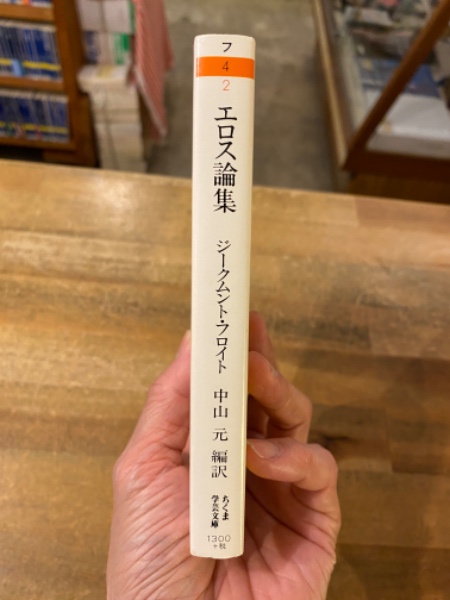 フ
4
2
エロス論集
ジークムント・フロイト
中山 元 編訳
ちくま
学芸文庫
1300
+税